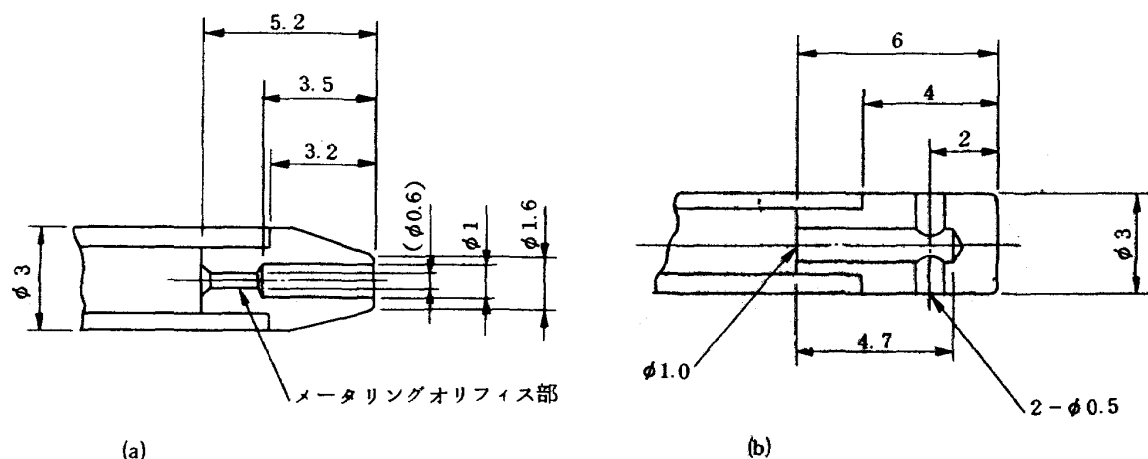 5.2
3.5
3.2
(φ0.6)
φ1
φ1.6
φ3
メータリングオリフィス部
(a)
6
4
2
φ3
4.7
φ1.0
2-φ0.5
(b)